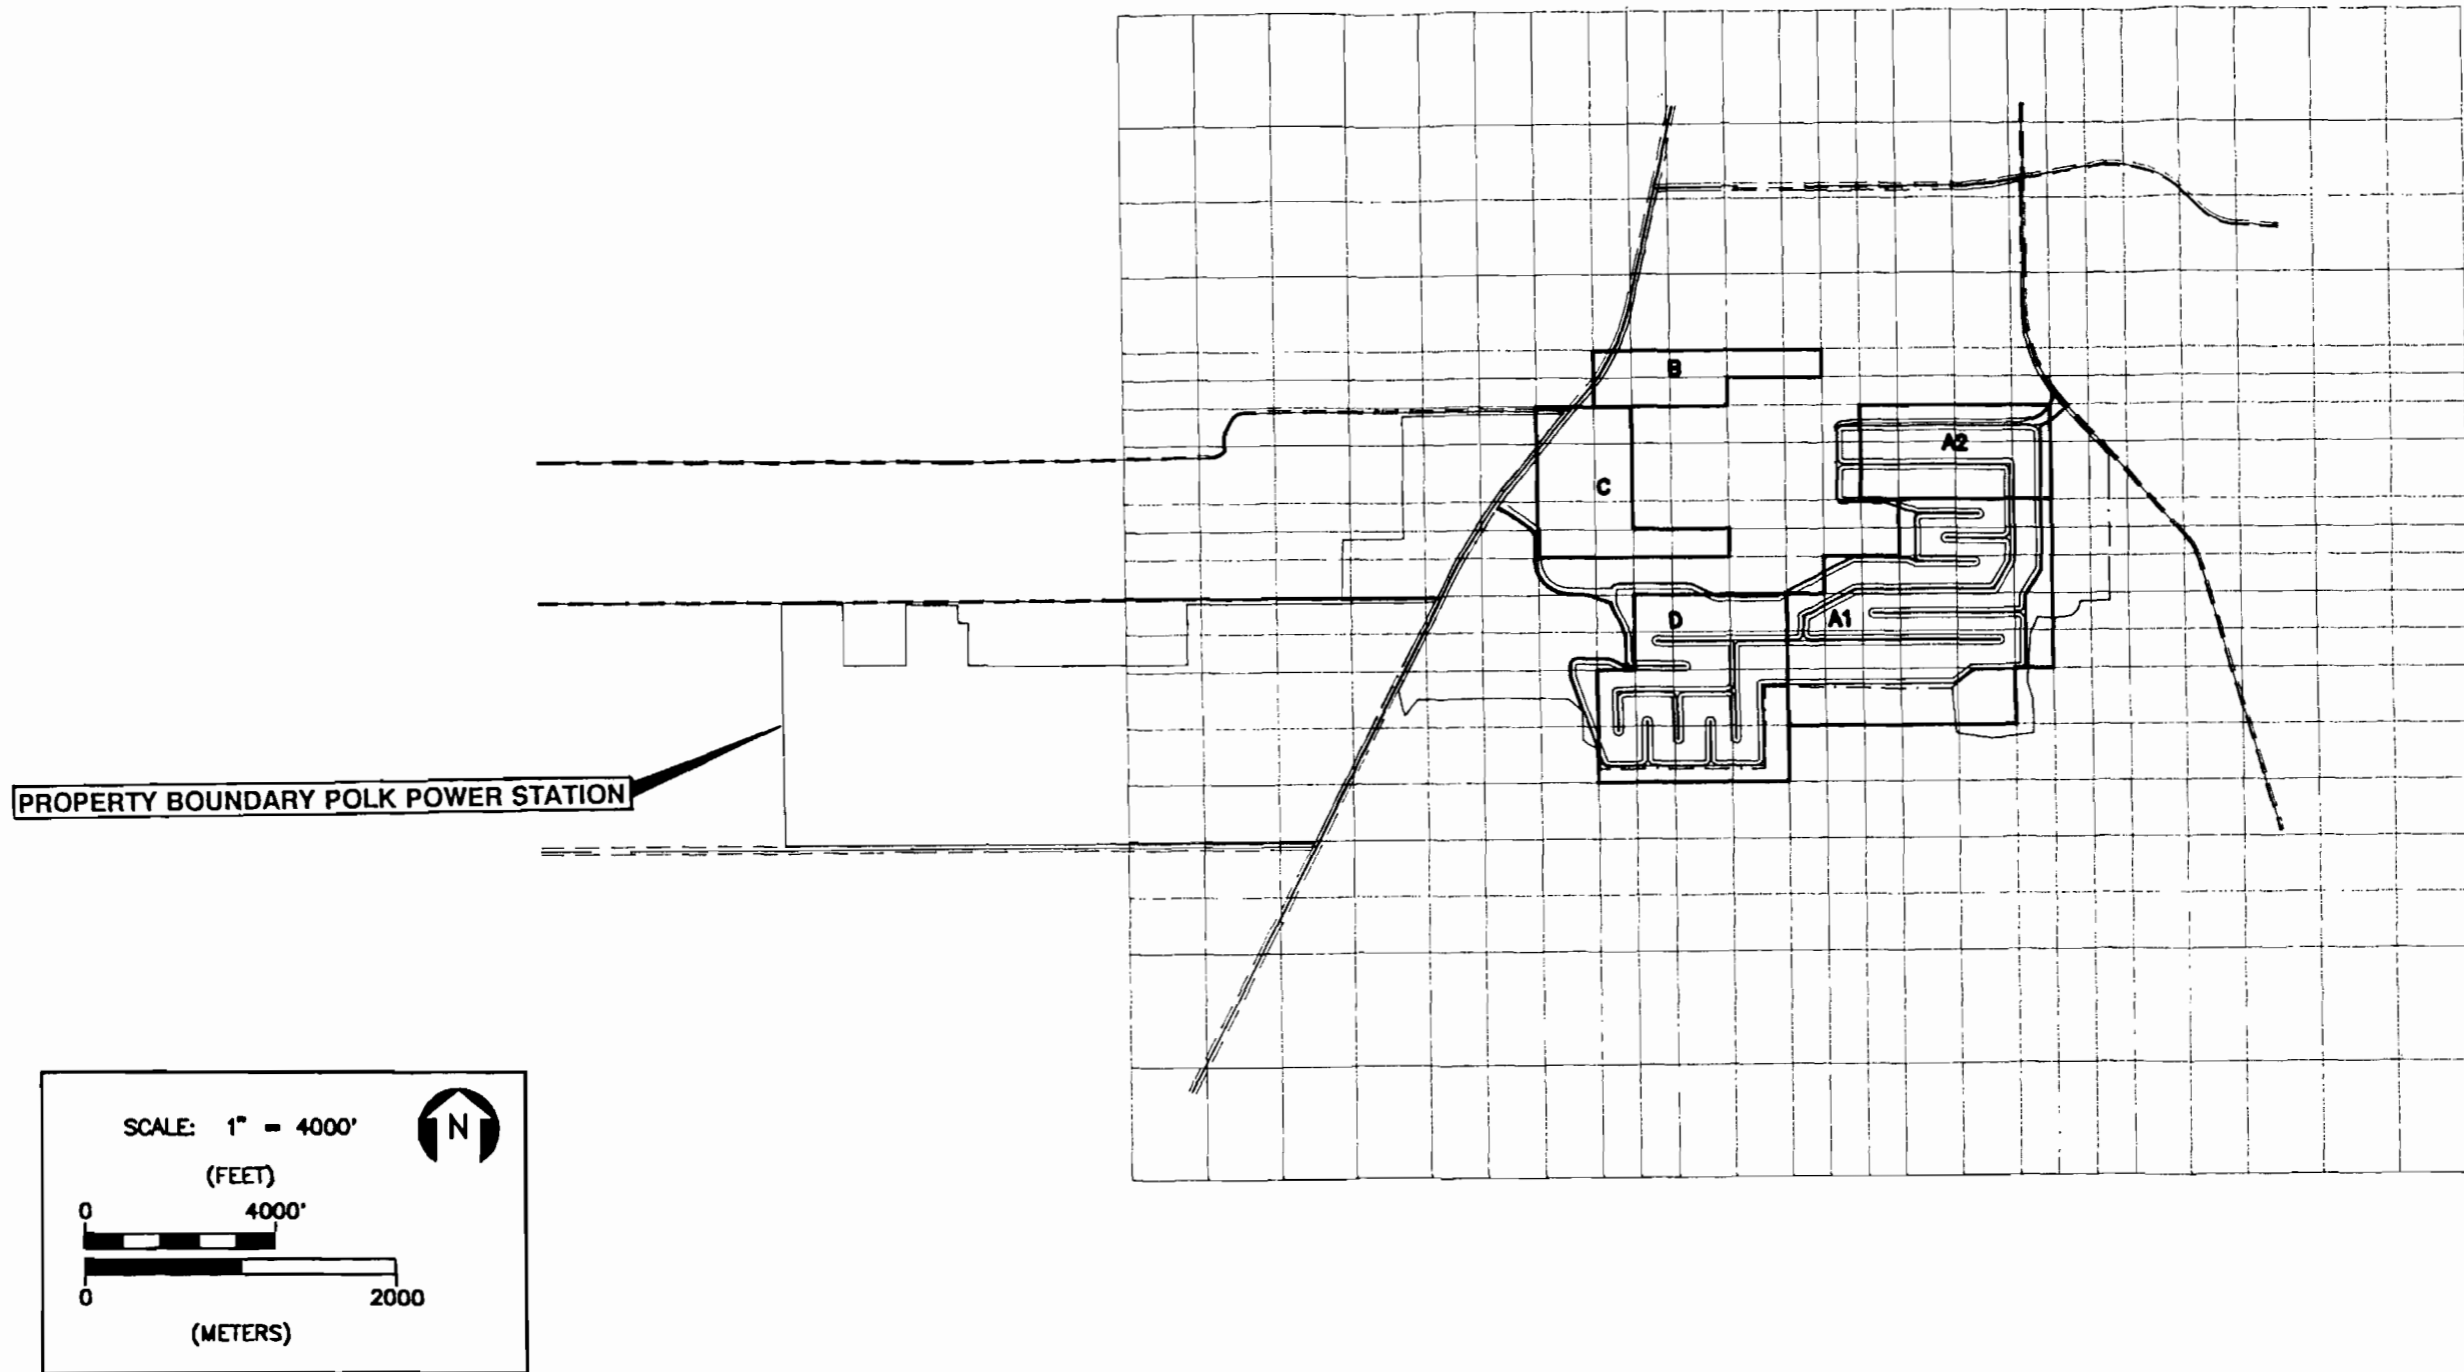 B
A2
C
D
A1
PROPERTY BOUNDARY POLK POWER STATION
SCALE: 1" = 4000'
N
(FEET)
0 4000'
0 2000
(METERS)